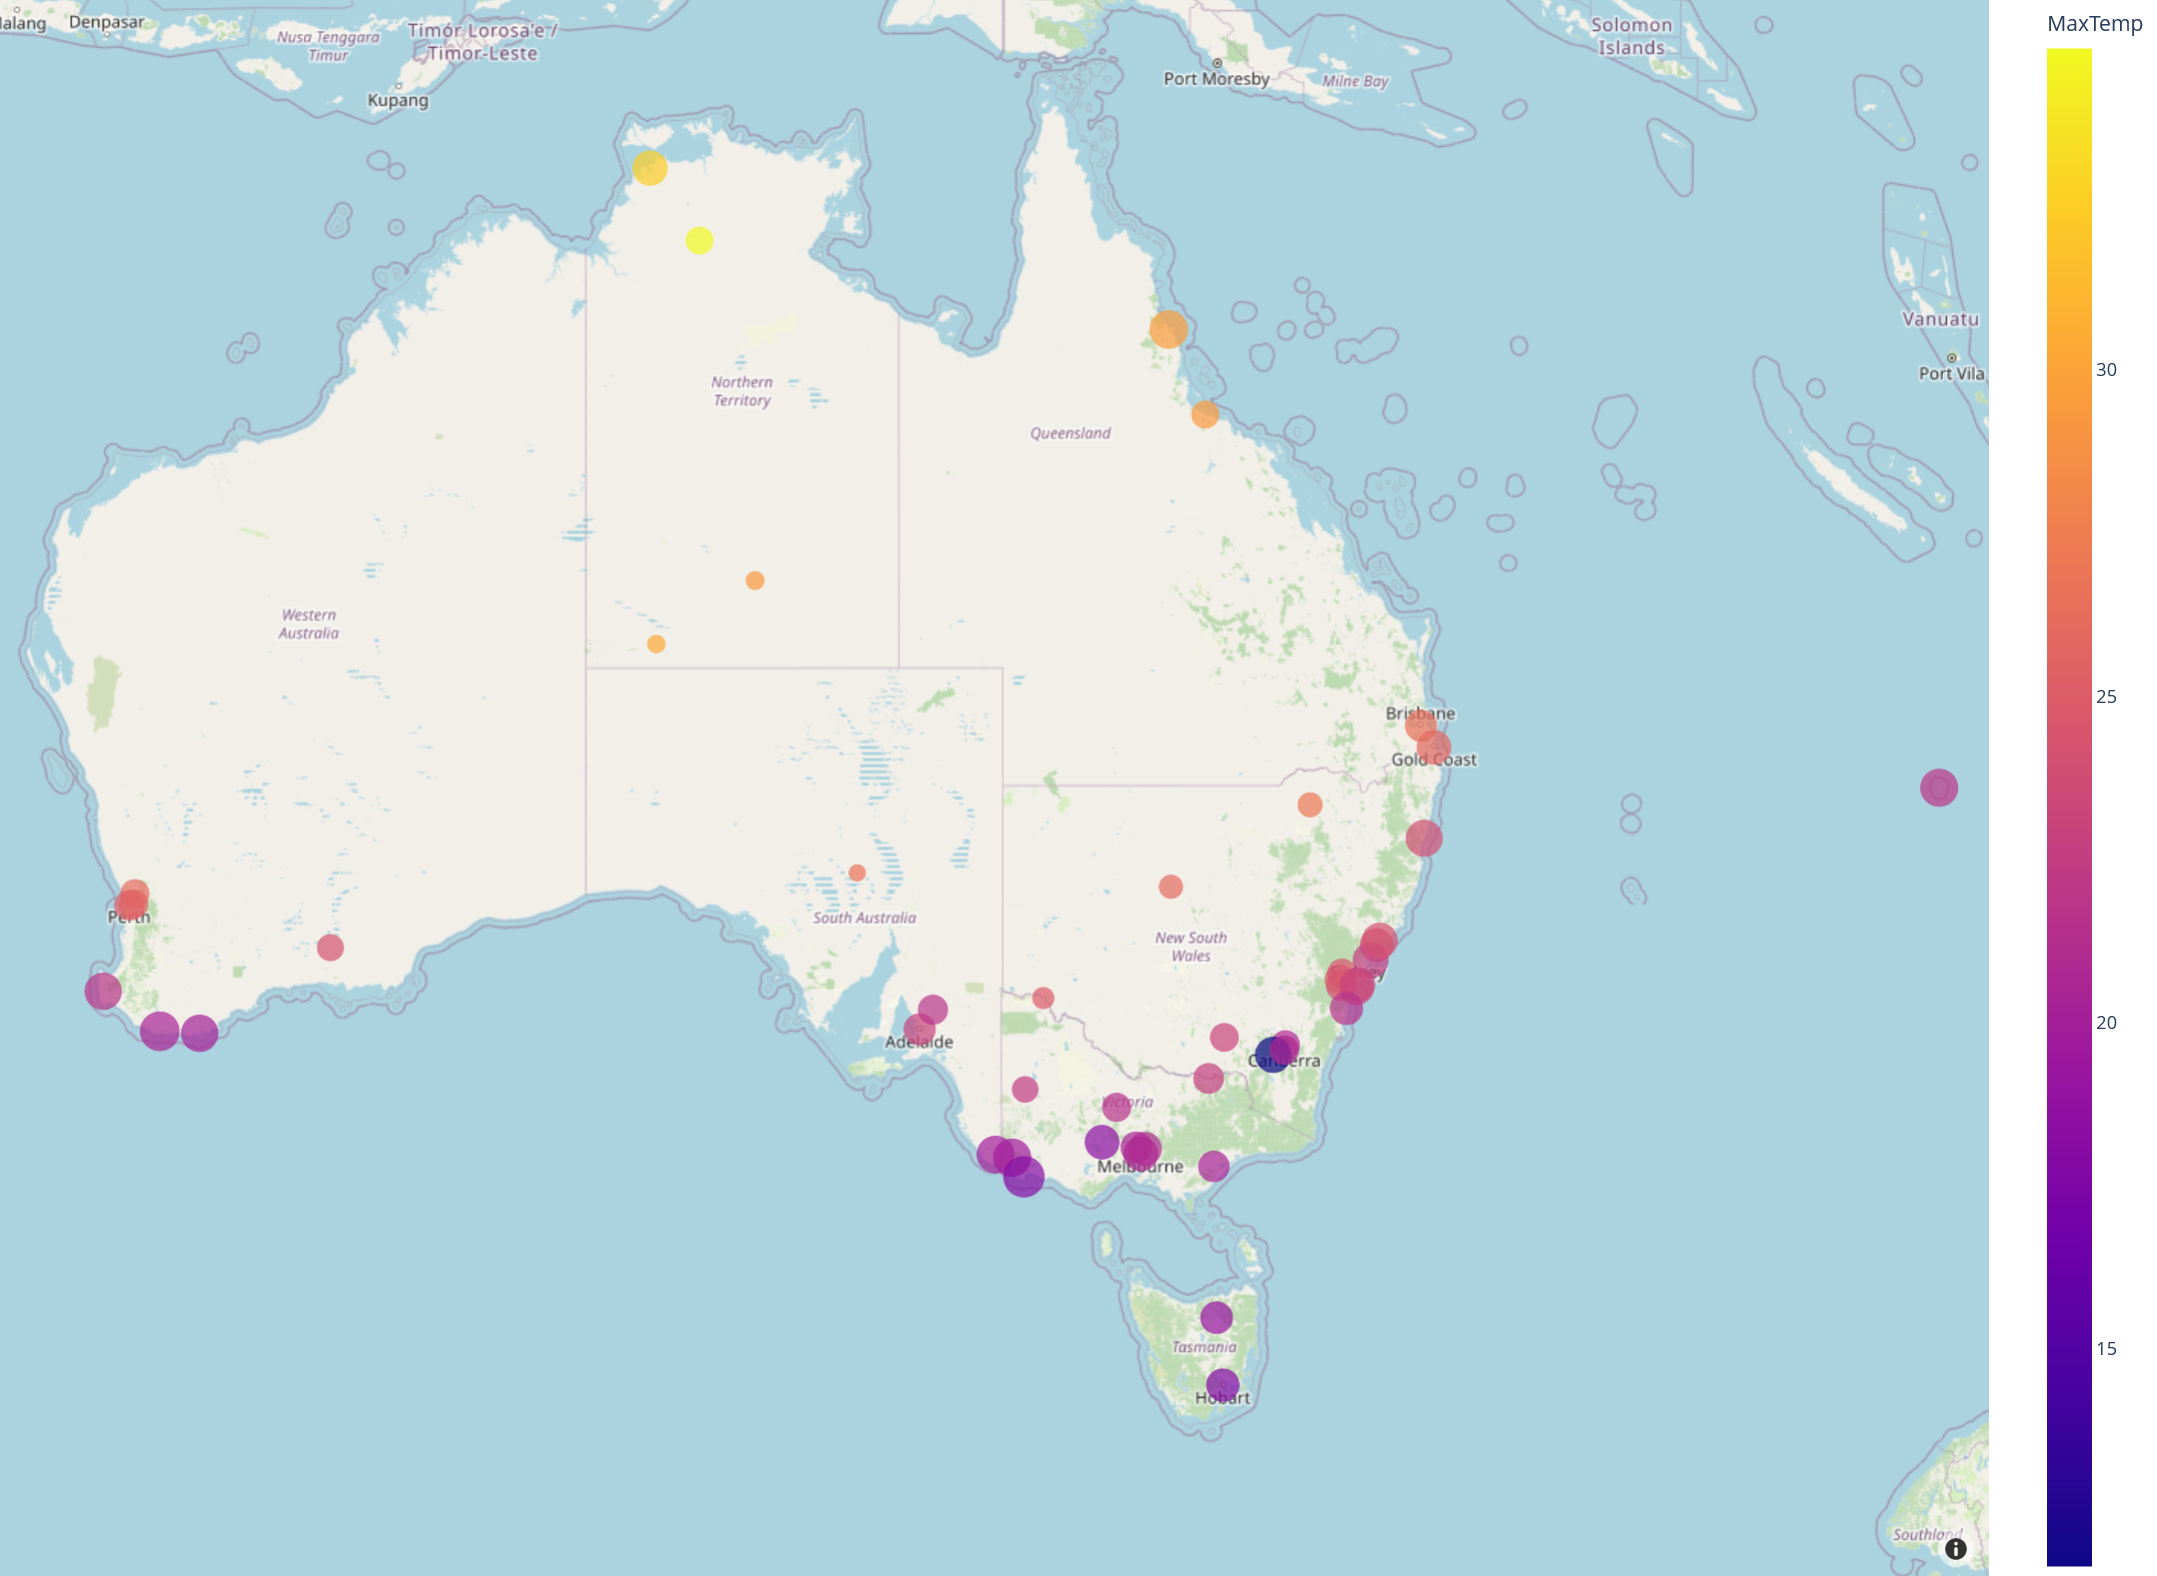 Denpasar
Nusa Tenggara
Timur
Timór Lorosa'e /
Timor-Leste
Kupang
Port Moresby
Milne Bay
Solomon
Islands
MaxTemp
Vanuatu
Port Vila
30
Northern
Territory
Queensland
Western
Australia
25
Brisbane
Gold Coast
Perth
South Australia
New South
Wales
20
Adelaide
Canberra
Victoria
Melbourne
15
Tasmania
Hobart
Southland